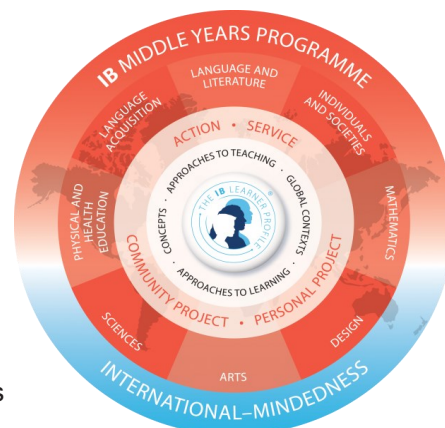 IB MIDDLE YEARS PROGRAMME
LANGUAGE AND
LITERATURE
LANGUAGE
ACQUISITION
INDIVIDUALS
AND SOCIETIES
PHYSICAL AND
HEALTH
EDUCATION
MATHEMATICS
SCIENCES
ARTS
DESIGN
ACTION • SERVICE
COMMUNITY PROJECT • PERSONAL PROJECT
APPROACHES TO TEACHING
CONCEPTS
GLOBAL CONTEXTS
APPROACHES TO LEARNING
THE IB LEARNER PROFILE
®
INTERNATIONAL–MINDEDNESS
s